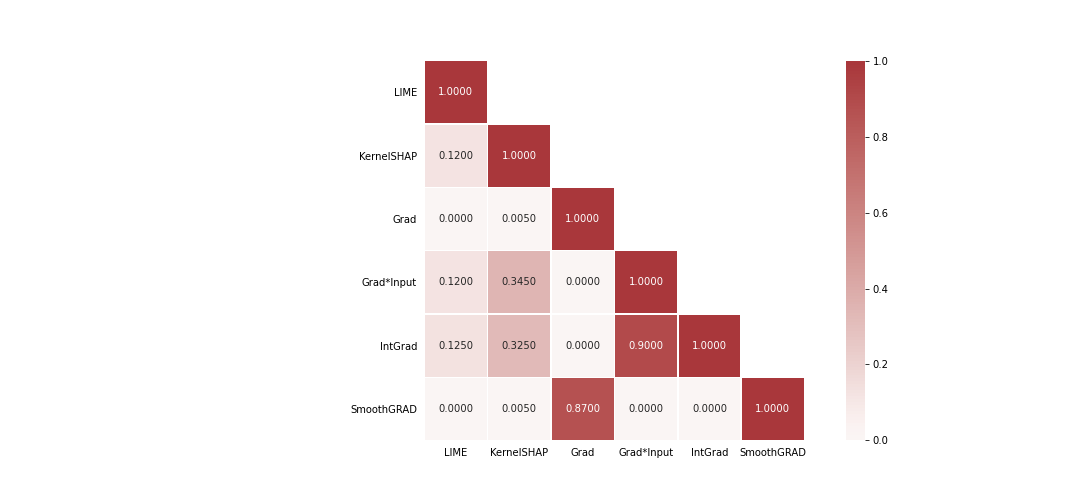 LIME 1.0000
KernelSHAP 0.1200 1.0000
Grad 0.0000 0.0050 1.0000
Grad*Input 0.1200 0.3450 0.0000 1.0000
IntGrad 0.1250 0.3250 0.0000 0.9000 1.0000
SmoothGRAD 0.0000 0.0050 0.8700 0.0000 0.0000 1.0000
LIME KernelSHAP Grad Grad*Input IntGrad SmoothGRAD
1.0
0.8
0.6
0.4
0.2
0.0